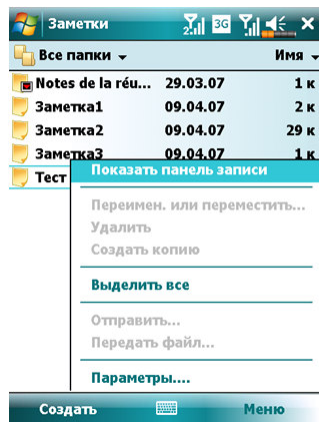 Заметки 2. 3G
Все папки Имя
Notes de la réu... 29.03.07 1 к
Заметка1 09.04.07 2 к
Заметка2 09.04.07 29 к
Заметка3 09.04.07 1 к
Тест
Показать панель записи
Переимен. или переместить...
Удалить
Создать копию
Выделить все
Отправить...
Передать файл...
Параметры....
Создать Меню